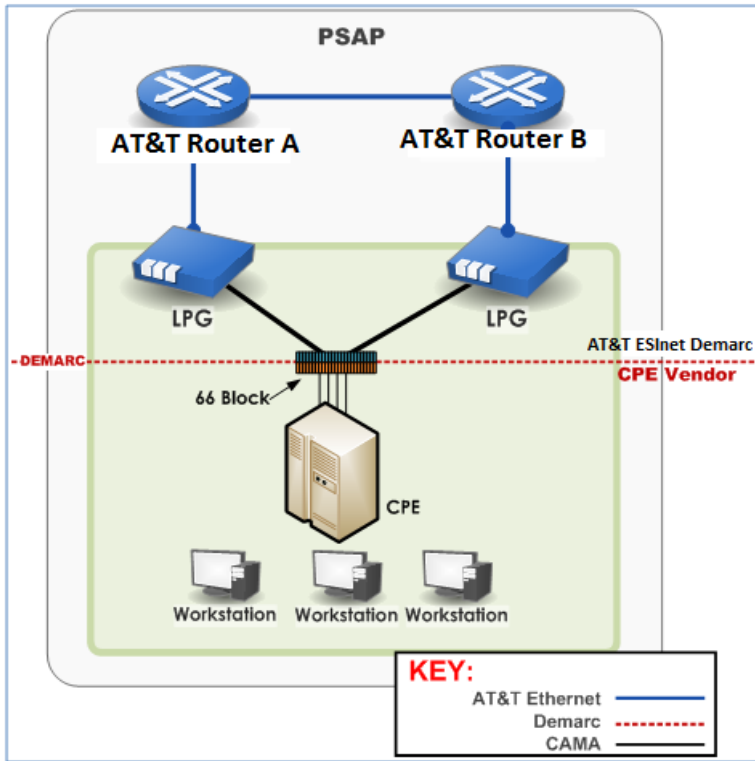 PSAP
AT&T Router A
AT&T Router B
LPG
LPG
DEMARC
AT&T ESInet Demarc
CPE Vendor
66 Block
CPE
Workstation
Workstation
Workstation
KEY:
AT&T Ethernet
Demarc
CAMA